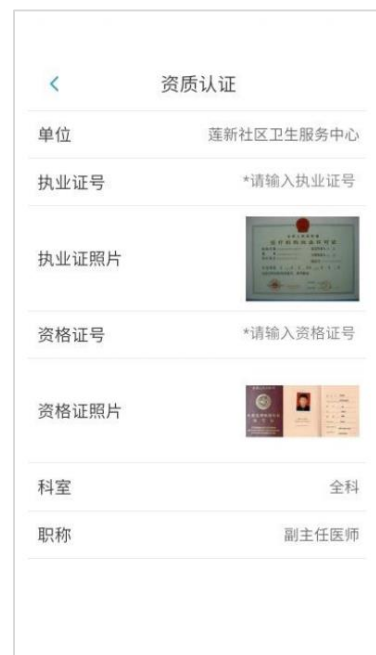 资质认证
单位 莲新社区卫生服务中心
执业证号 *请输入执业证号
执业证照片
资格证号 *请输入资格证号
资格证照片
科室 全科
职称 副主任医师